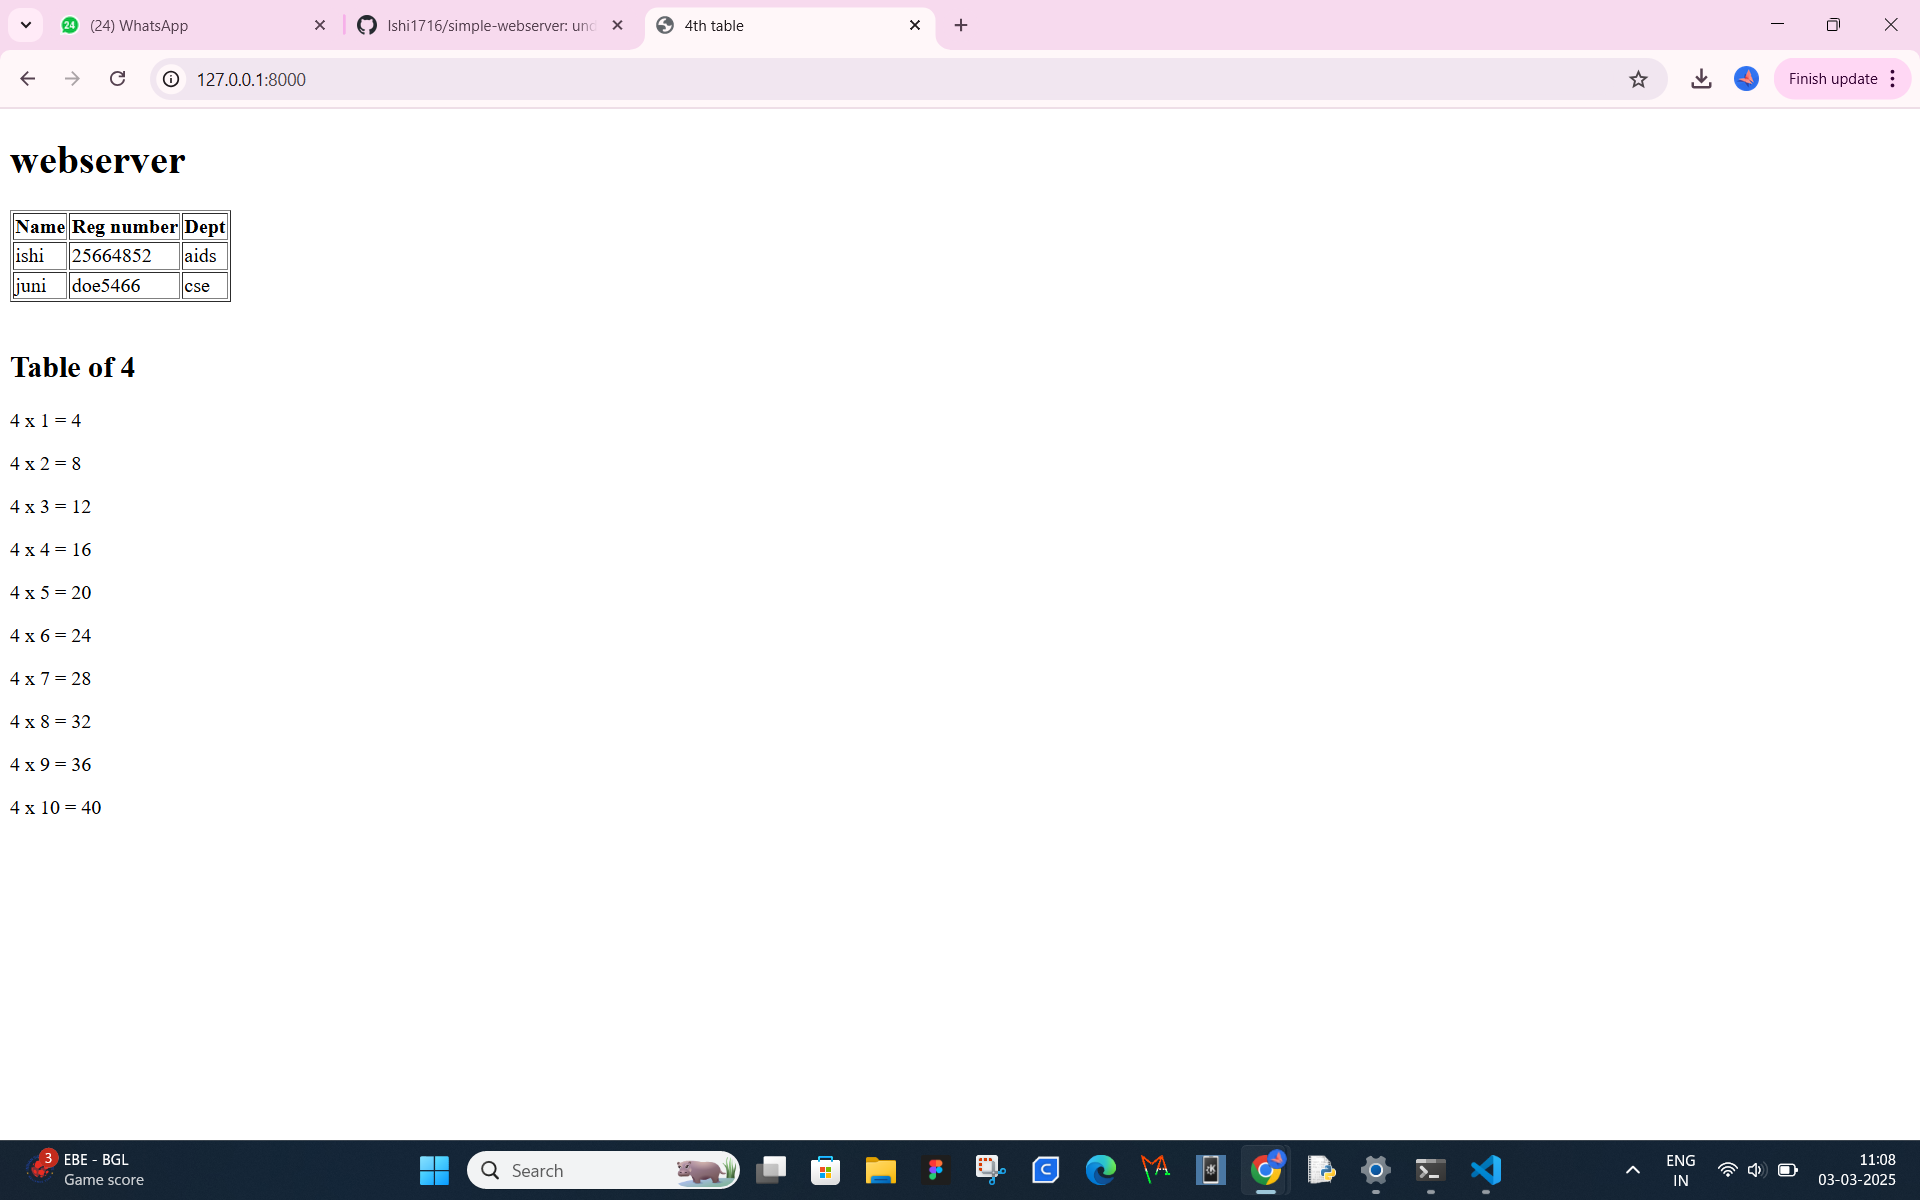 24 (24) WhatsApp
Ishi1716/simple-webserver: und
4th table
127.0.0.1:8000
Finish update
webserver
Name Reg number Dept
ishi 25664852 aids
juni doe5466 cse
Table of 4
4 x 1 = 4
4 x 2 = 8
4 x 3 = 12
4 x 4 = 16
4 x 5 = 20
4 x 6 = 24
4 x 7 = 28
4 x 8 = 32
4 x 9 = 36
4 x 10 = 40
3
EBE - BGL
Game score
Search
ENG
IN
11:08
03-03-2025